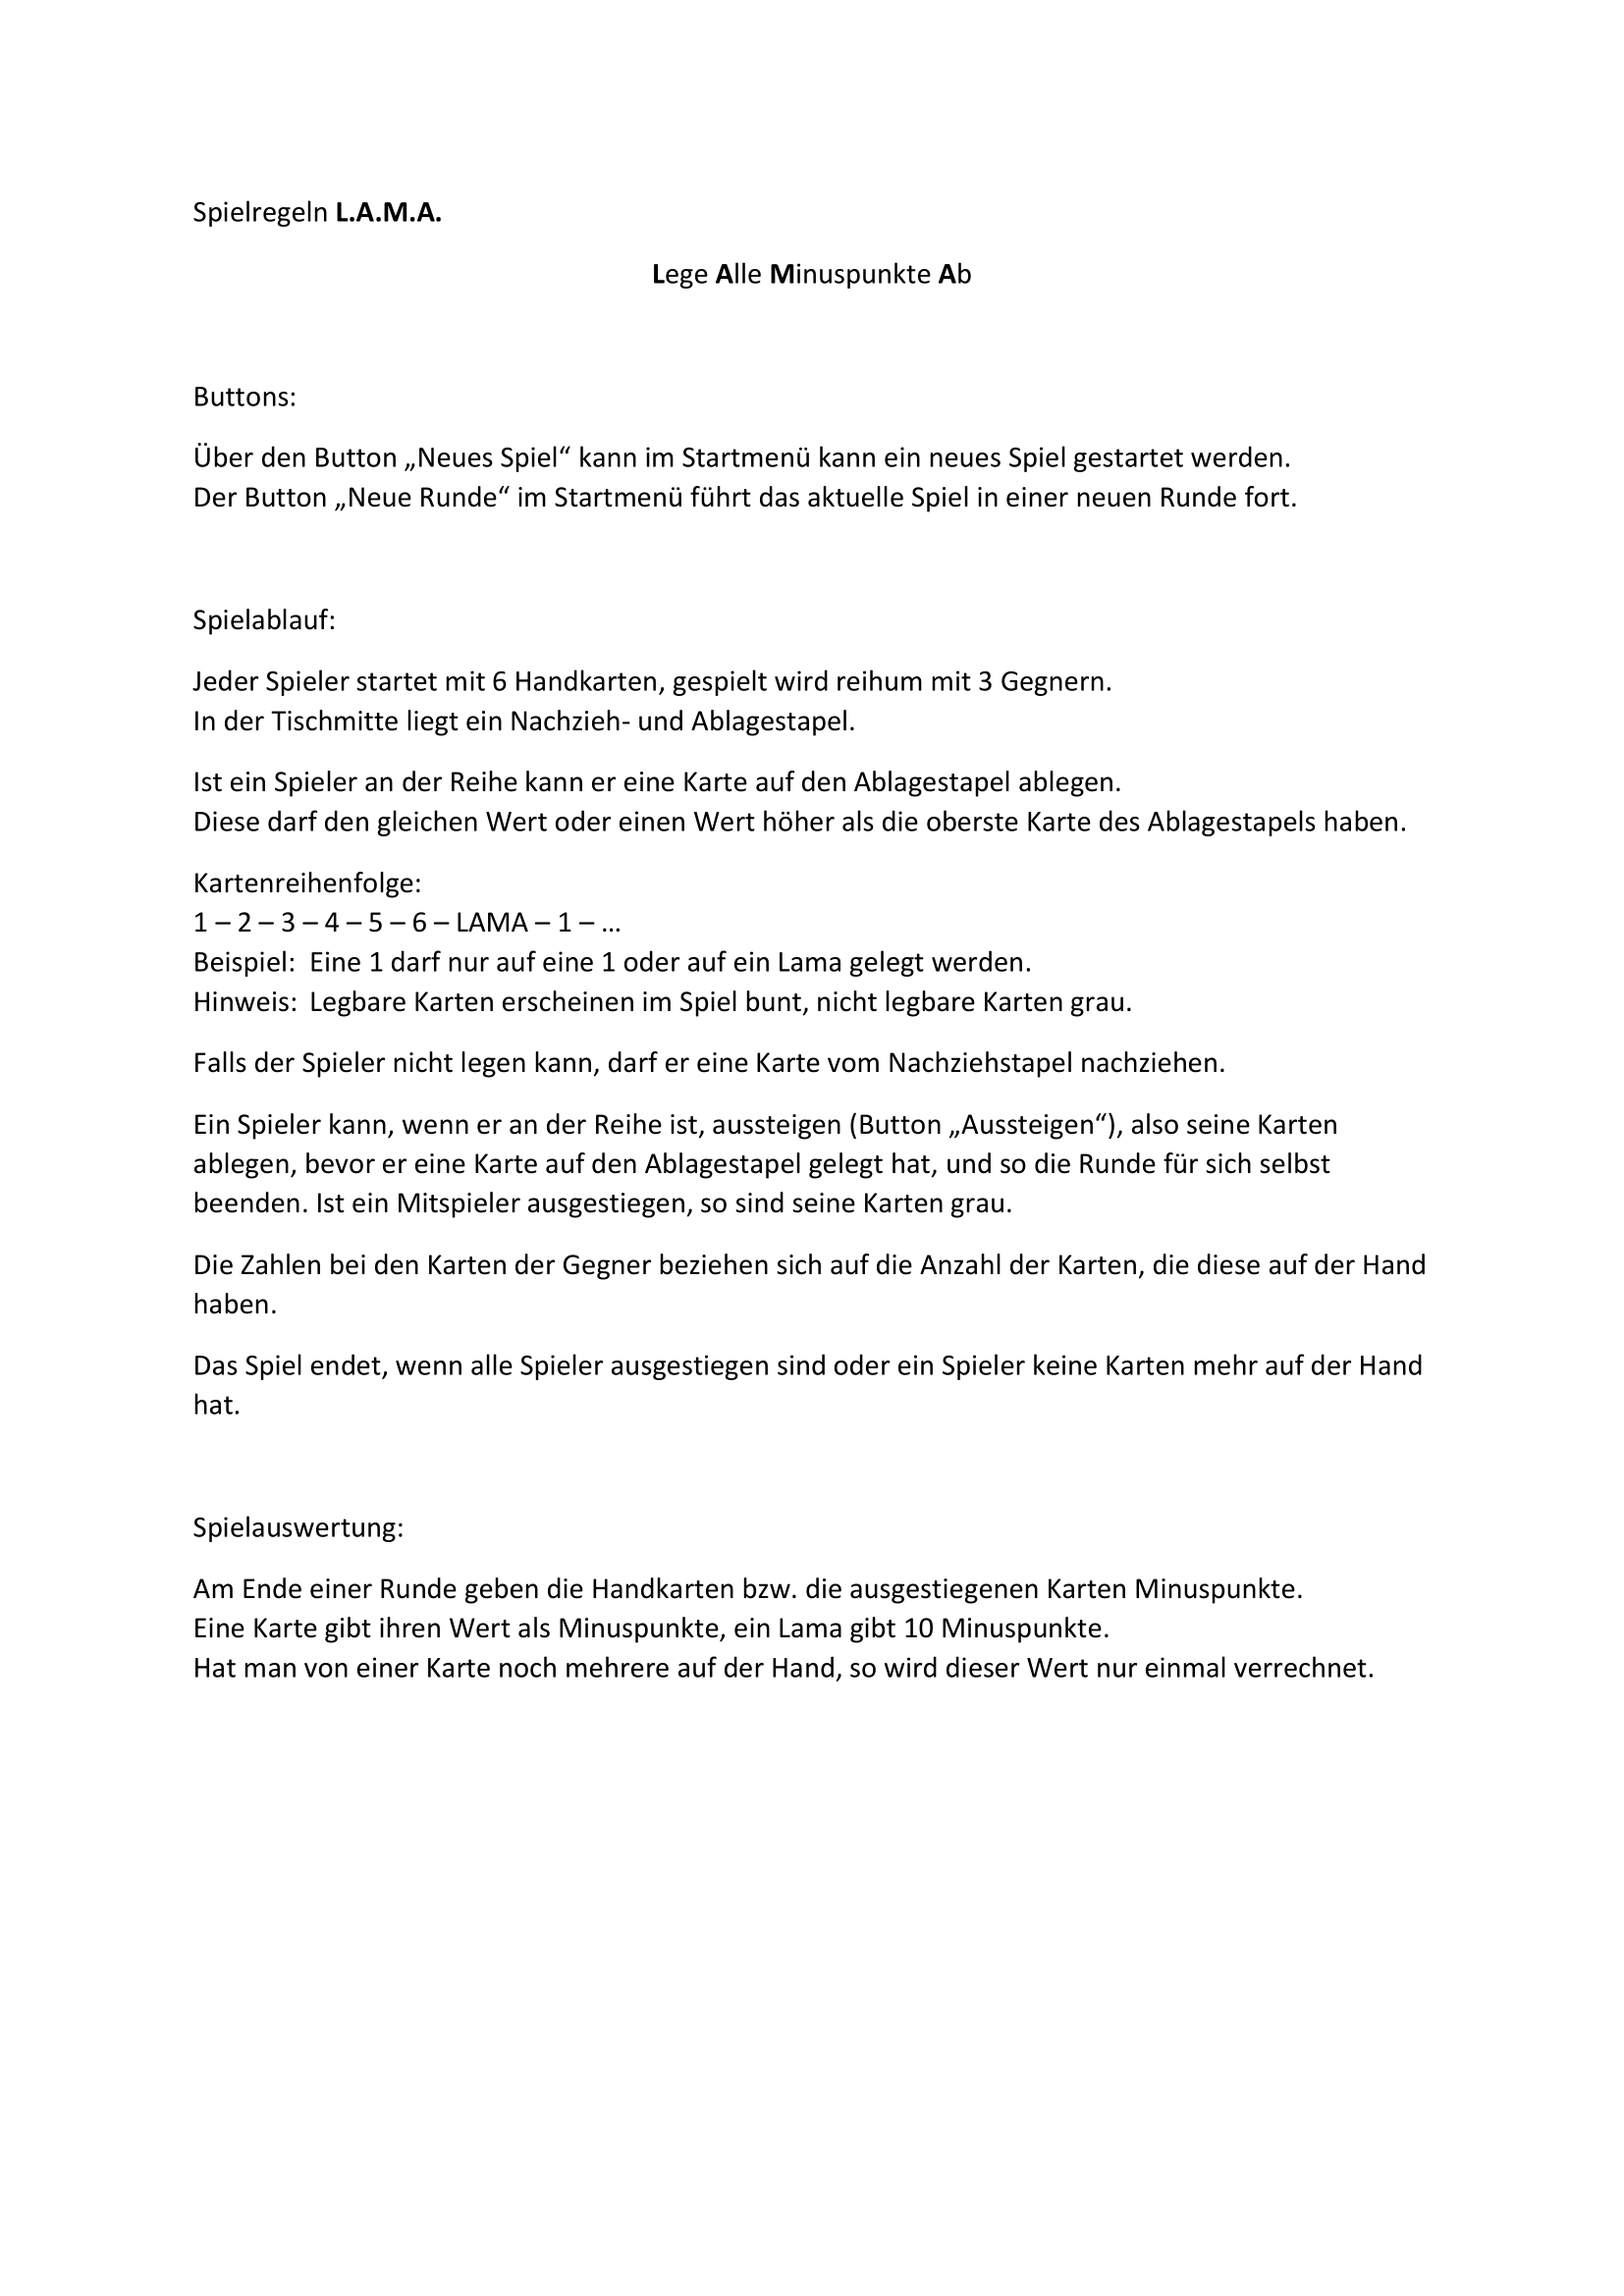 Spielregeln L.A.M.A.
Lege Alle Minuspunkte Ab
Buttons:
Über den Button „Neues Spiel“ kann im Startmenü kann ein neues Spiel gestartet werden.
Der Button „Neue Runde“ im Startmenü führt das aktuelle Spiel in einer neuen Runde fort.
Spielablauf:
Jeder Spieler startet mit 6 Handkarten, gespielt wird reihum mit 3 Gegnern.
In der Tischmitte liegt ein Nachzieh- und Ablagestapel.
Ist ein Spieler an der Reihe kann er eine Karte auf den Ablagestapel ablegen.
Diese darf den gleichen Wert oder einen Wert höher als die oberste Karte des Ablagestapels haben.
Kartenreihenfolge:
1 – 2 – 3 – 4 – 5 – 6 – LAMA – 1 – …
Beispiel: Eine 1 darf nur auf eine 1 oder auf ein Lama gelegt werden.
Hinweis: Legbare Karten erscheinen im Spiel bunt, nicht legbare Karten grau.
Falls der Spieler nicht legen kann, darf er eine Karte vom Nachziehstapel nachziehen.
Ein Spieler kann, wenn er an der Reihe ist, aussteigen (Button „Aussteigen“), also seine Karten
ablegen, bevor er eine Karte auf den Ablagestapel gelegt hat, und so die Runde für sich selbst
beenden. Ist ein Mitspieler ausgestiegen, so sind seine Karten grau.
Die Zahlen bei den Karten der Gegner beziehen sich auf die Anzahl der Karten, die diese auf der Hand
haben.
Das Spiel endet, wenn alle Spieler ausgestiegen sind oder ein Spieler keine Karten mehr auf der Hand
hat.
Spielauswertung:
Am Ende einer Runde geben die Handkarten bzw. die ausgestiegenen Karten Minuspunkte.
Eine Karte gibt ihren Wert als Minuspunkte, ein Lama gibt 10 Minuspunkte.
Hat man von einer Karte noch mehrere auf der Hand, so wird dieser Wert nur einmal verrechnet.